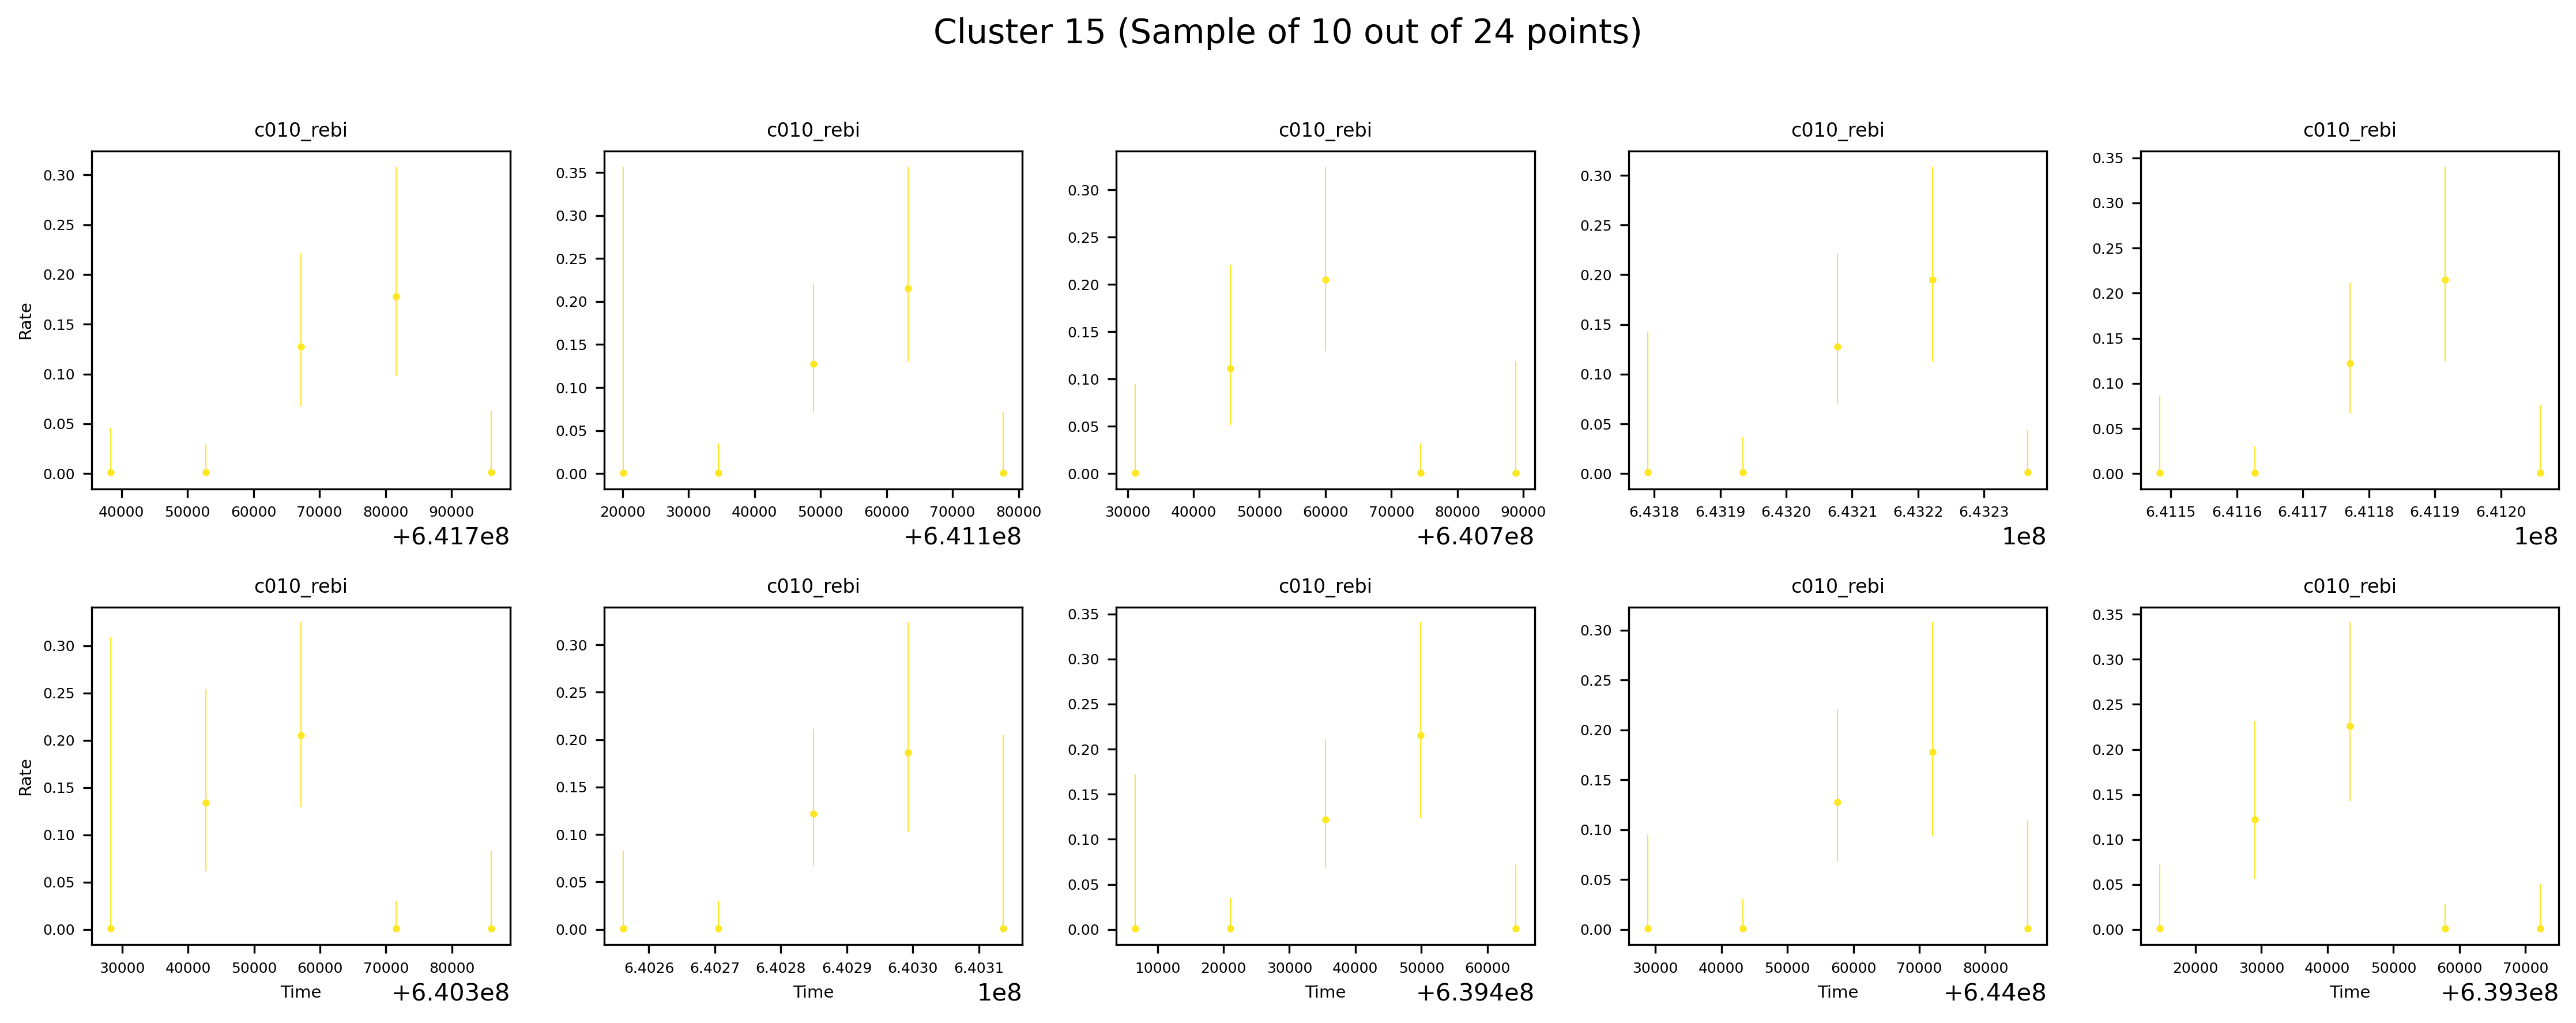 Cluster 15 (Sample of 10 out of 24 points)
c010_rebi c010_rebi c010_rebi c010_rebi c010_rebi
Rate
0.30 0.25 0.20 0.15 0.10 0.05 0.00
40000 50000 60000 70000 80000 90000
+6.417e8
0.35 0.30 0.25 0.20 0.15 0.10 0.05 0.00
20000 30000 40000 50000 60000 70000 80000
+6.411e8
0.30 0.25 0.20 0.15 0.10 0.05 0.00
30000 40000 50000 60000 70000 80000 90000
+6.407e8
0.30 0.25 0.20 0.15 0.10 0.05 0.00
6.4318 6.4319 6.4320 6.4321 6.4322 6.4323
1e8
0.35 0.30 0.25 0.20 0.15 0.10 0.05 0.00
6.4115 6.4116 6.4117 6.4118 6.4119 6.4120
1e8
c010_rebi c010_rebi c010_rebi c010_rebi c010_rebi
Rate
0.30 0.25 0.20 0.15 0.10 0.05 0.00
30000 40000 50000 60000 70000 80000
Time
+6.403e8
0.30 0.25 0.20 0.15 0.10 0.05 0.00
6.4026 6.4027 6.4028 6.4029 6.4030 6.4031
Time
1e8
0.35 0.30 0.25 0.20 0.15 0.10 0.05 0.00
10000 20000 30000 40000 50000 60000
Time
+6.394e8
0.30 0.25 0.20 0.15 0.10 0.05 0.00
30000 40000 50000 60000 70000 80000
Time
+6.44e8
0.35 0.30 0.25 0.20 0.15 0.10 0.05 0.00
20000 30000 40000 50000 60000 70000
Time
+6.393e8